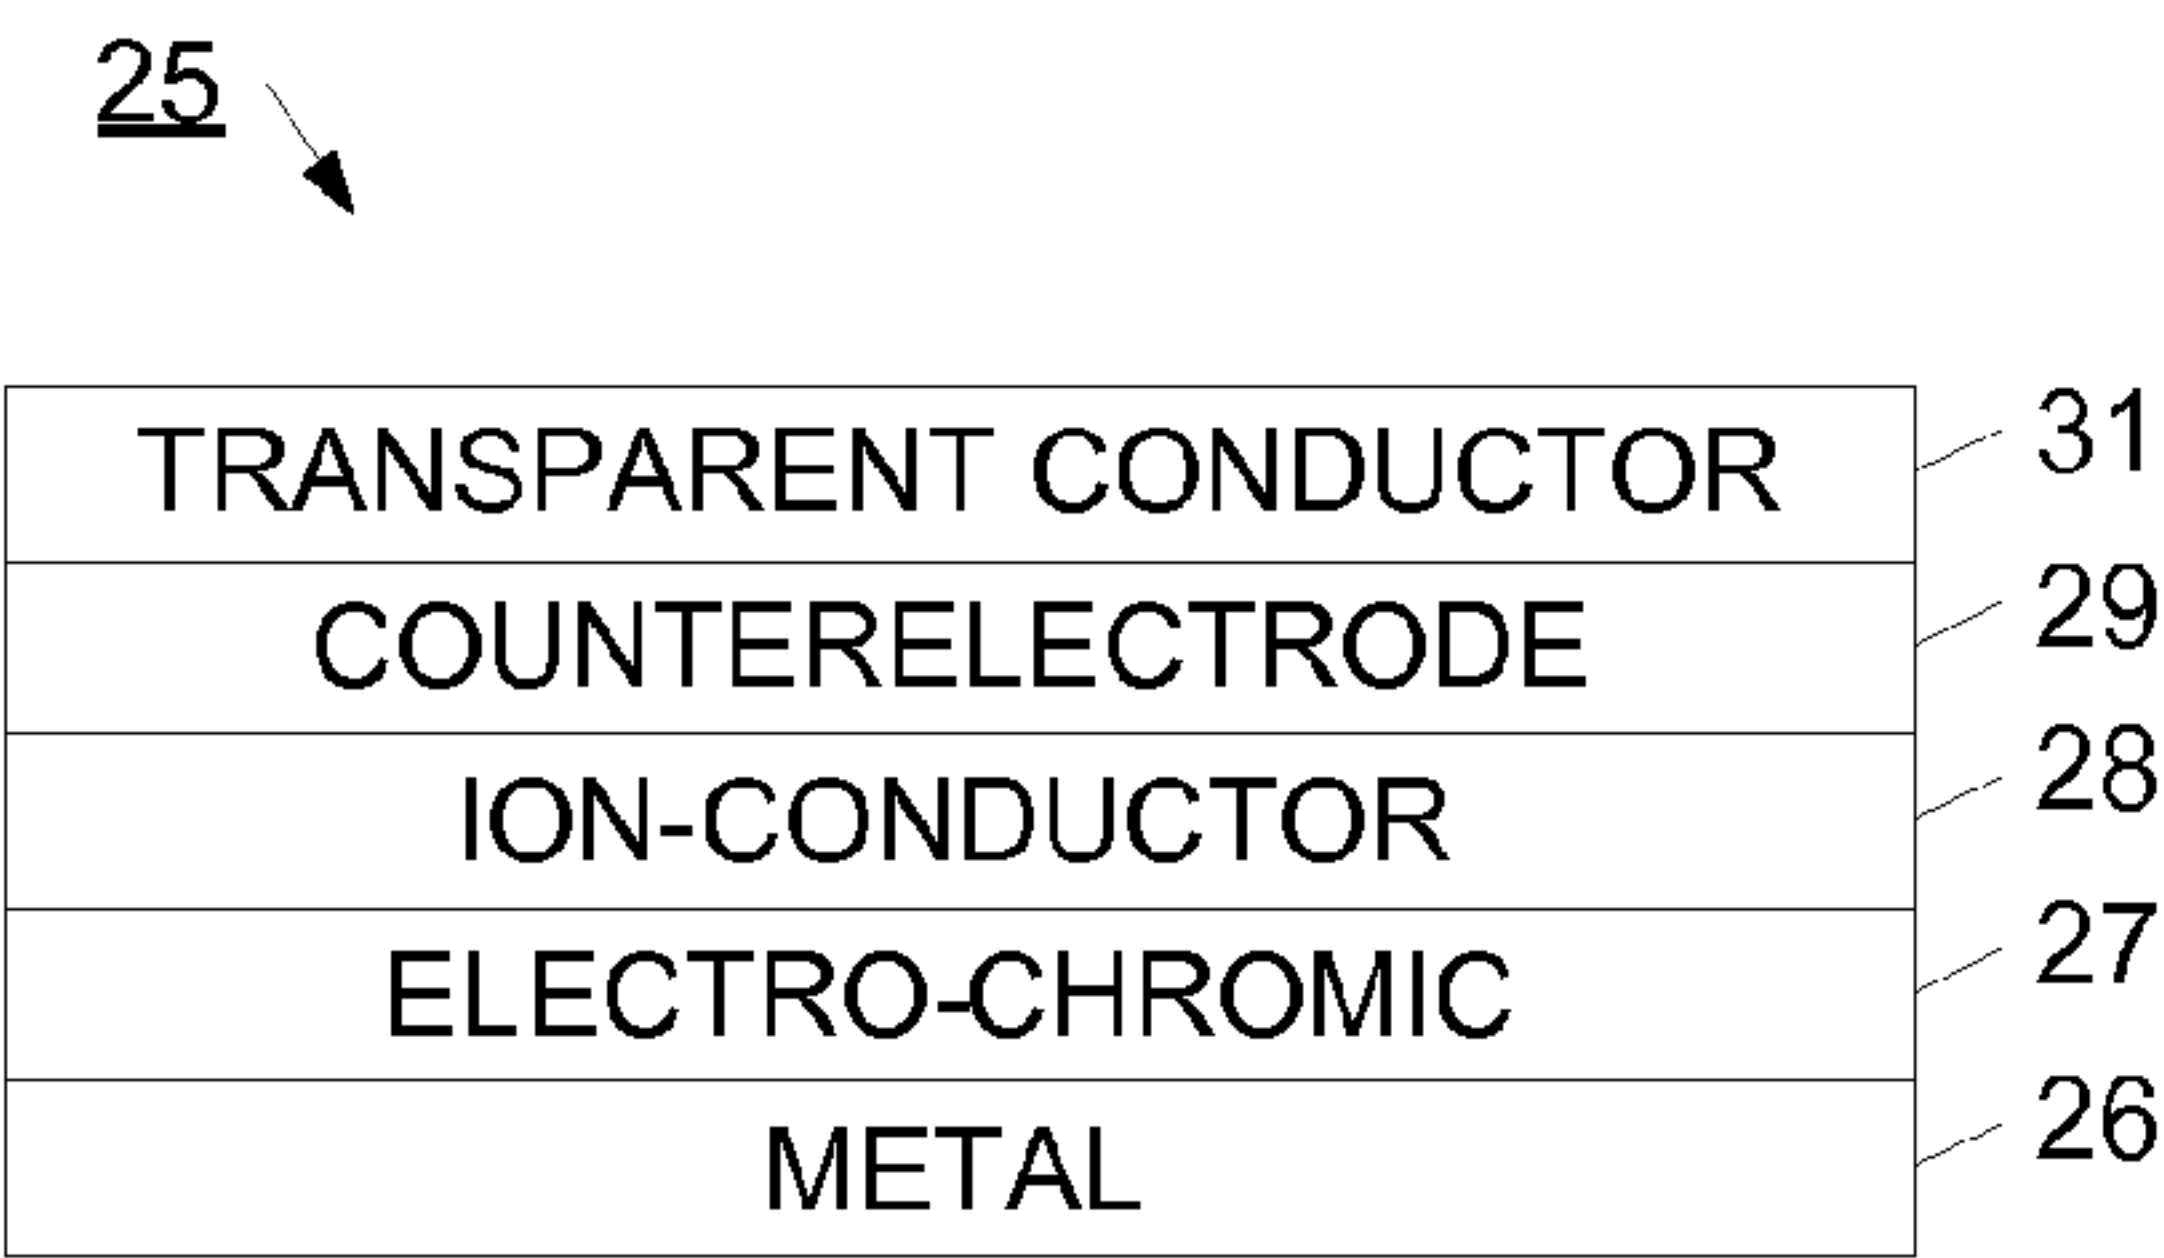 25
TRANSPARENT CONDUCTOR 31
COUNTERELECTRODE 29
ION-CONDUCTOR 28
ELECTRO-CHROMIC 27
METAL 26